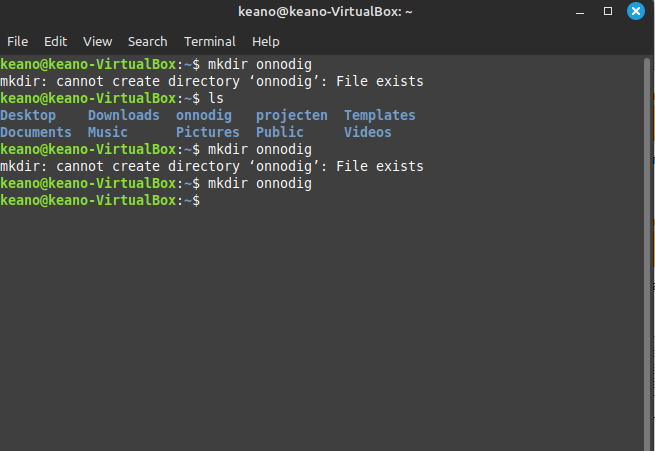 keano@keano-VirtualBox: ~
File Edit View Search Terminal Help
keano@keano-VirtualBox:~$ mkdir onnodig
mkdir: cannot create directory ‘onnodig’: File exists
keano@keano-VirtualBox:~$ ls
Desktop Downloads onnodig projecten Templates
Documents Music Pictures Public Videos
keano@keano-VirtualBox:~$ mkdir onnodig
mkdir: cannot create directory ‘onnodig’: File exists
keano@keano-VirtualBox:~$ mkdir onnodig
keano@keano-VirtualBox:~$